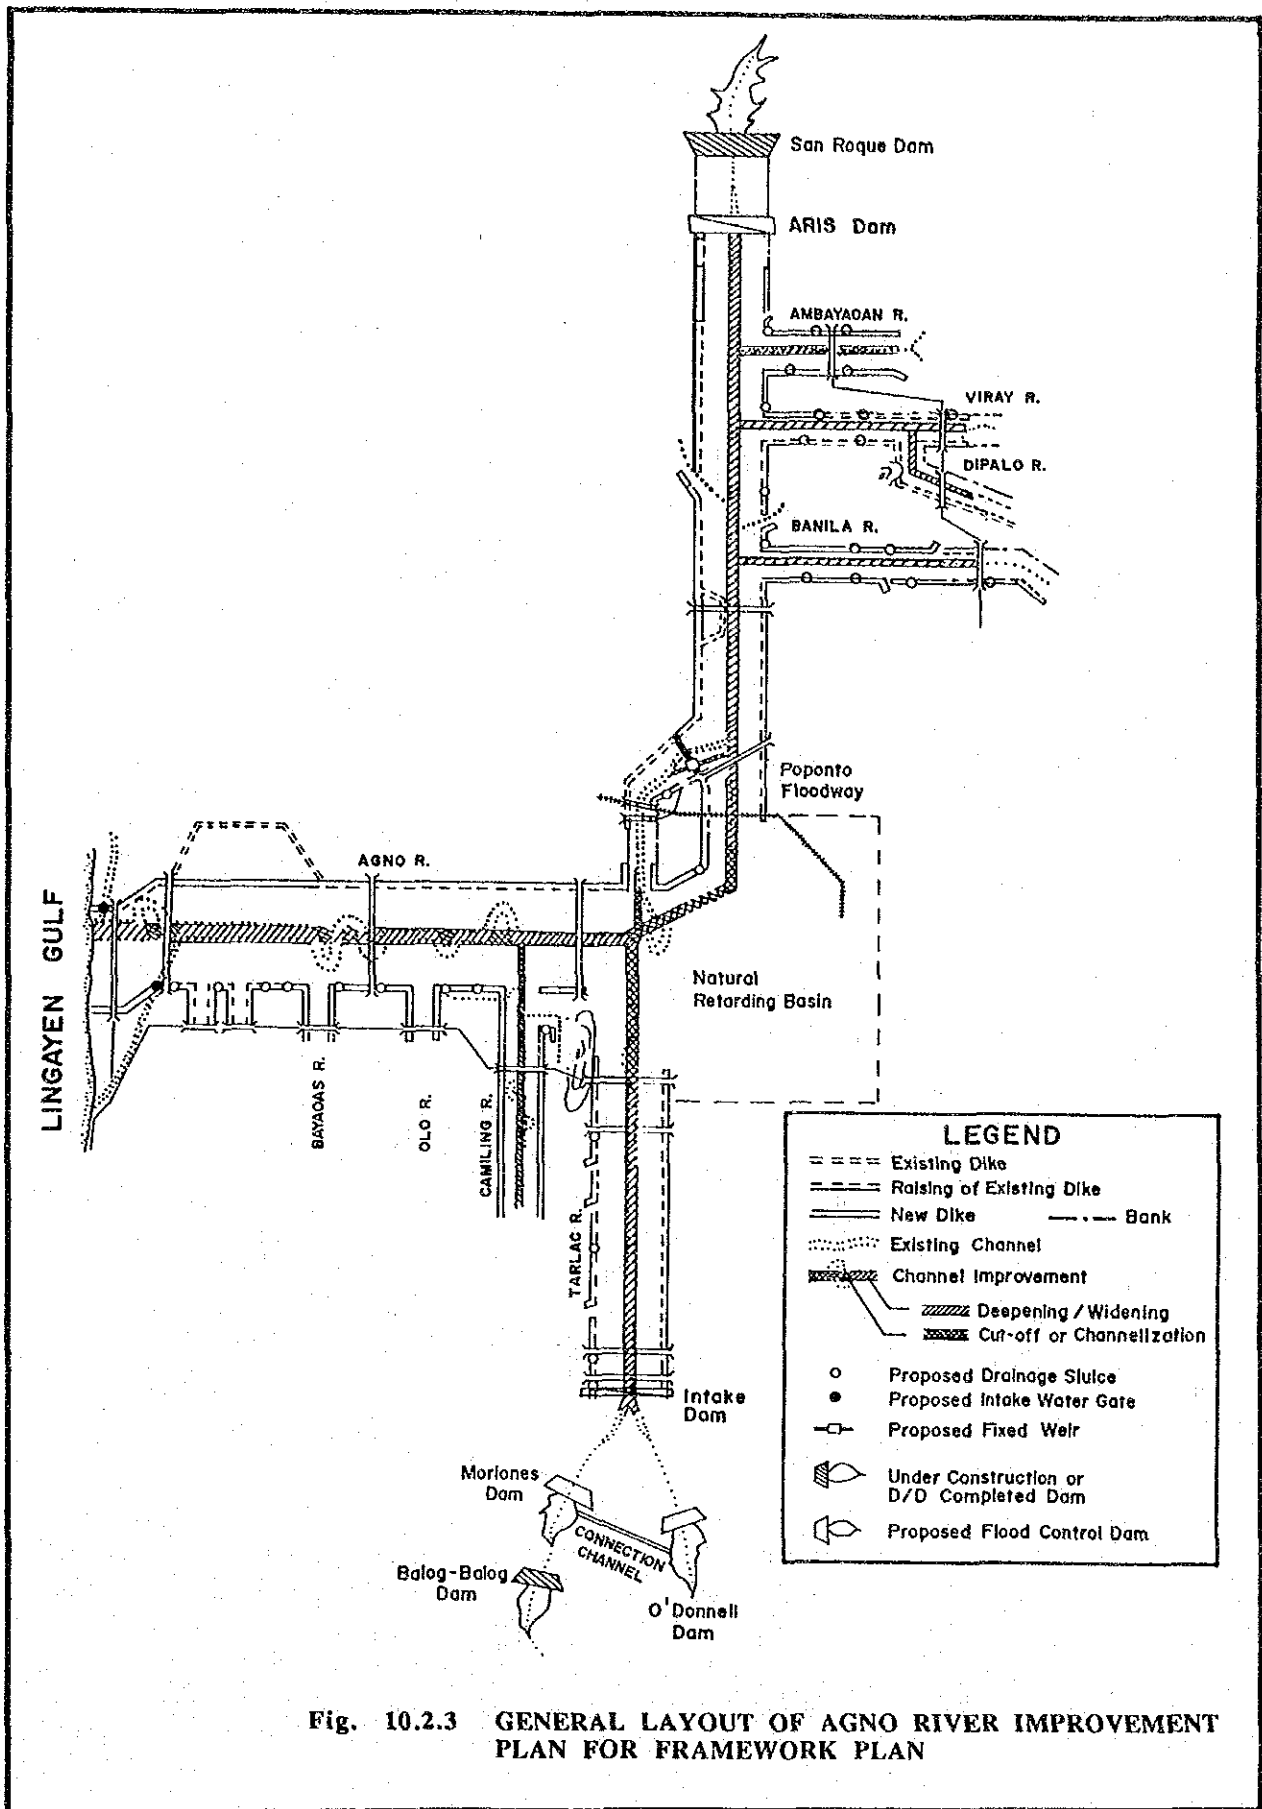 San Roque Dam
ARIS Dam
AMBAYAOAN R.
VIRAY R.
DIPALO R.
BANILA R.
Poponto
Floodway
AGNO R.
LINGAYEN GULF
Natural
Retarding Basin
BAYAOAS R.
OLO R.
CAMILING R.
TARLAC R.
Intake
Dam
Moriones
Dam
CONNECTION
CHANNEL
Balog-Balog
Dam
O'Donnell
Dam
LEGEND
Existing Dike
Raising of Existing Dike
New Dike
Bank
Existing Channel
Channel Improvement
Deepening / Widening
Cut-off or Channelization
Proposed Drainage Sluice
Proposed Intake Water Gate
Proposed Fixed Weir
Under Construction or
D/D Completed Dam
Proposed Flood Control Dam
Fig. 10.2.3 GENERAL LAYOUT OF AGNO RIVER IMPROVEMENT
PLAN FOR FRAMEWORK PLAN